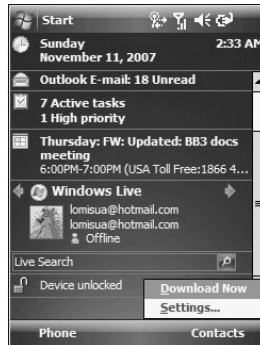 Start
Sunday 2:33 AM
November 11, 2007
Outlook E-mail: 18 Unread
7 Active tasks
1 High priority
Thursday: FW: Updated: BB3 docs
meeting
6:00PM-7:00PM (USA Toll Free:1866 4...
Windows Live
lomisua@hotmail.com
lomisua@hotmail.com
Offline
Live Search
Device unlocked
Download Now
Settings...
Phone Contacts